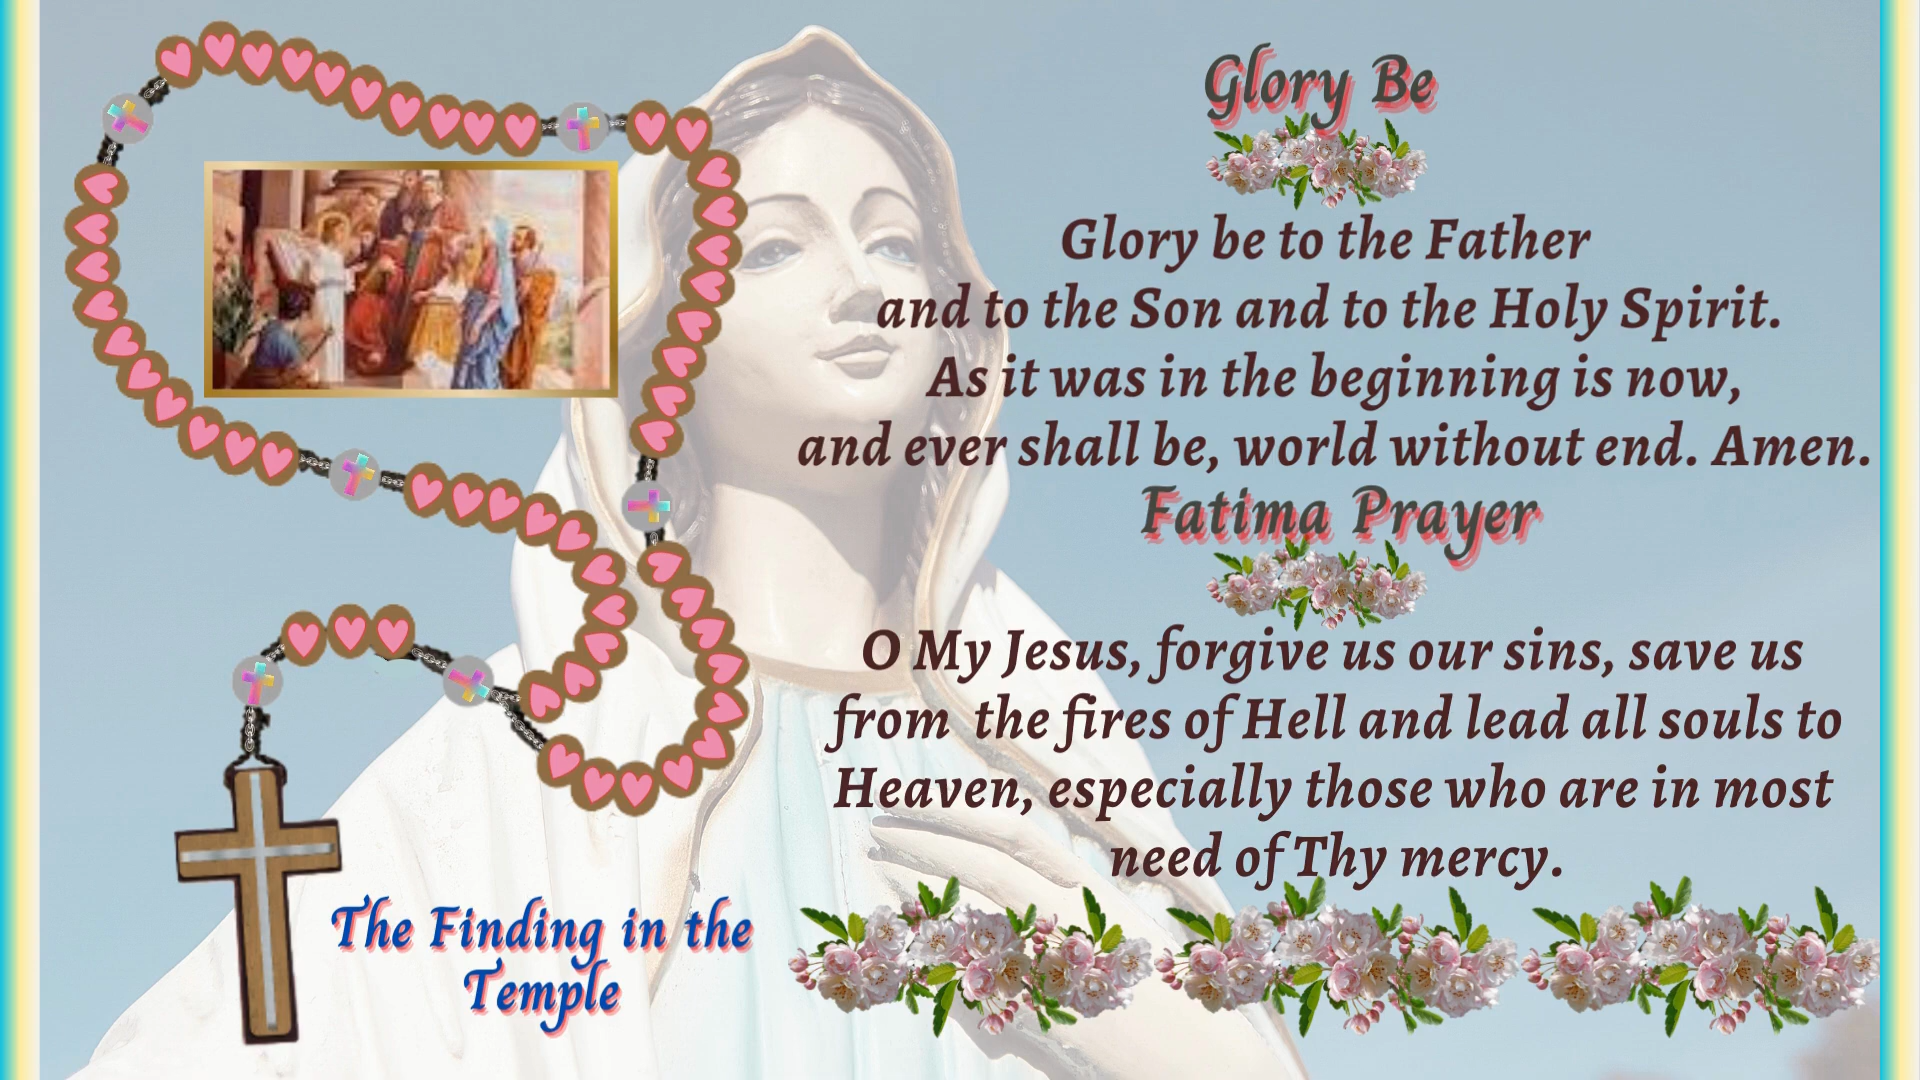 Glory Be
Glory be to the Father
and to the Son and to the Holy Spirit.
As it was in the beginning is now,
and ever shall be, world without end. Amen.
Fatima Prayer
O My Jesus, forgive us our sins, save us
from the fires of Hell and lead all souls to
Heaven, especially those who are in most
need of Thy mercy.
The Finding in the
Temple